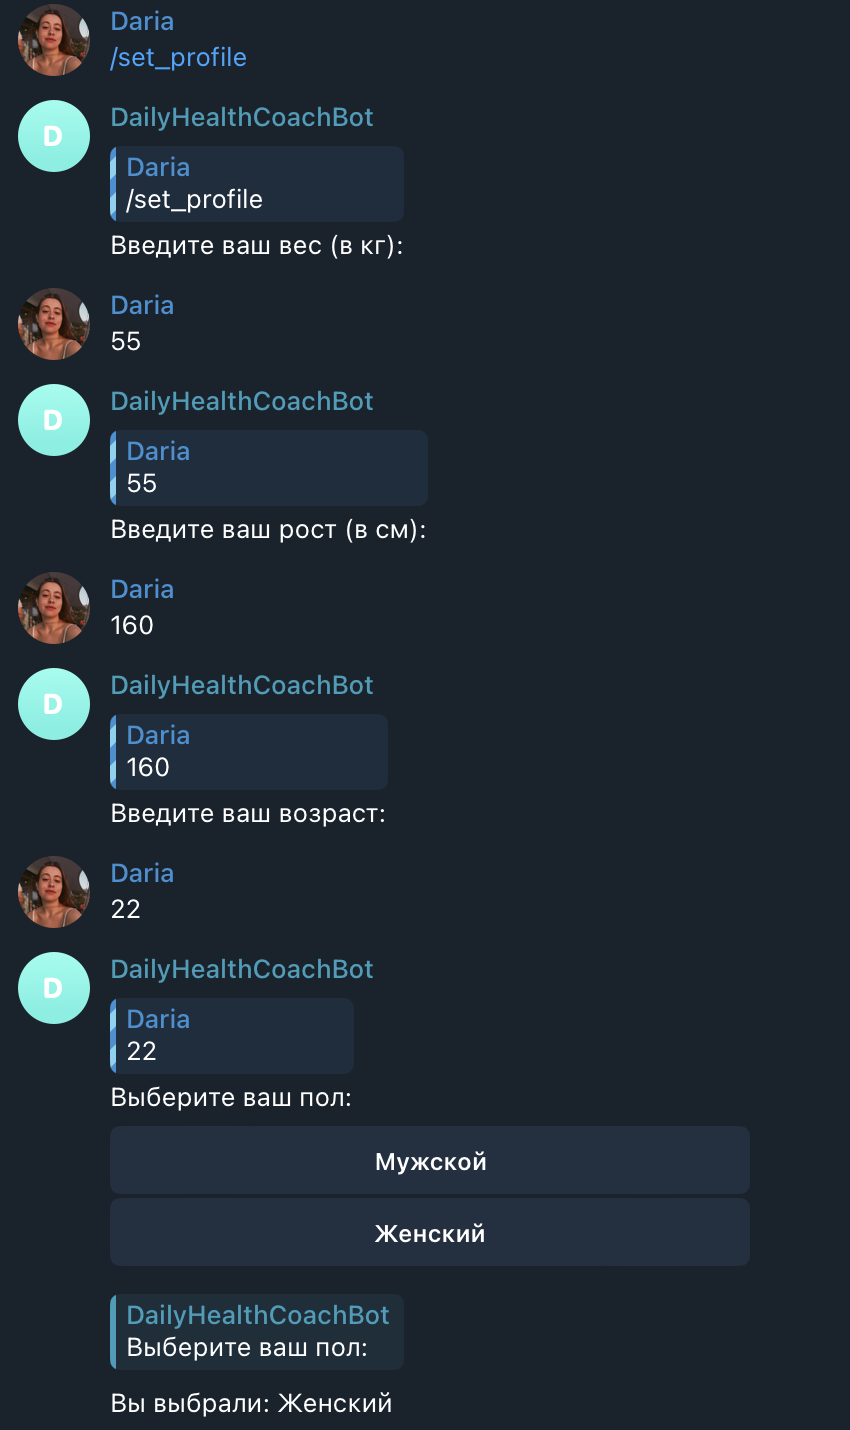 Daria
/set_profile
D
DailyHealthCoachBot
Daria
/set_profile
Введите ваш вес (в кг):
Daria
55
D
DailyHealthCoachBot
Daria
55
Введите ваш рост (в см):
Daria
160
D
DailyHealthCoachBot
Daria
160
Введите ваш возраст:
Daria
22
D
DailyHealthCoachBot
Daria
22
Выберите ваш пол:
Мужской
Женский
DailyHealthCoachBot
Выберите ваш пол:
Вы выбрали: Женский